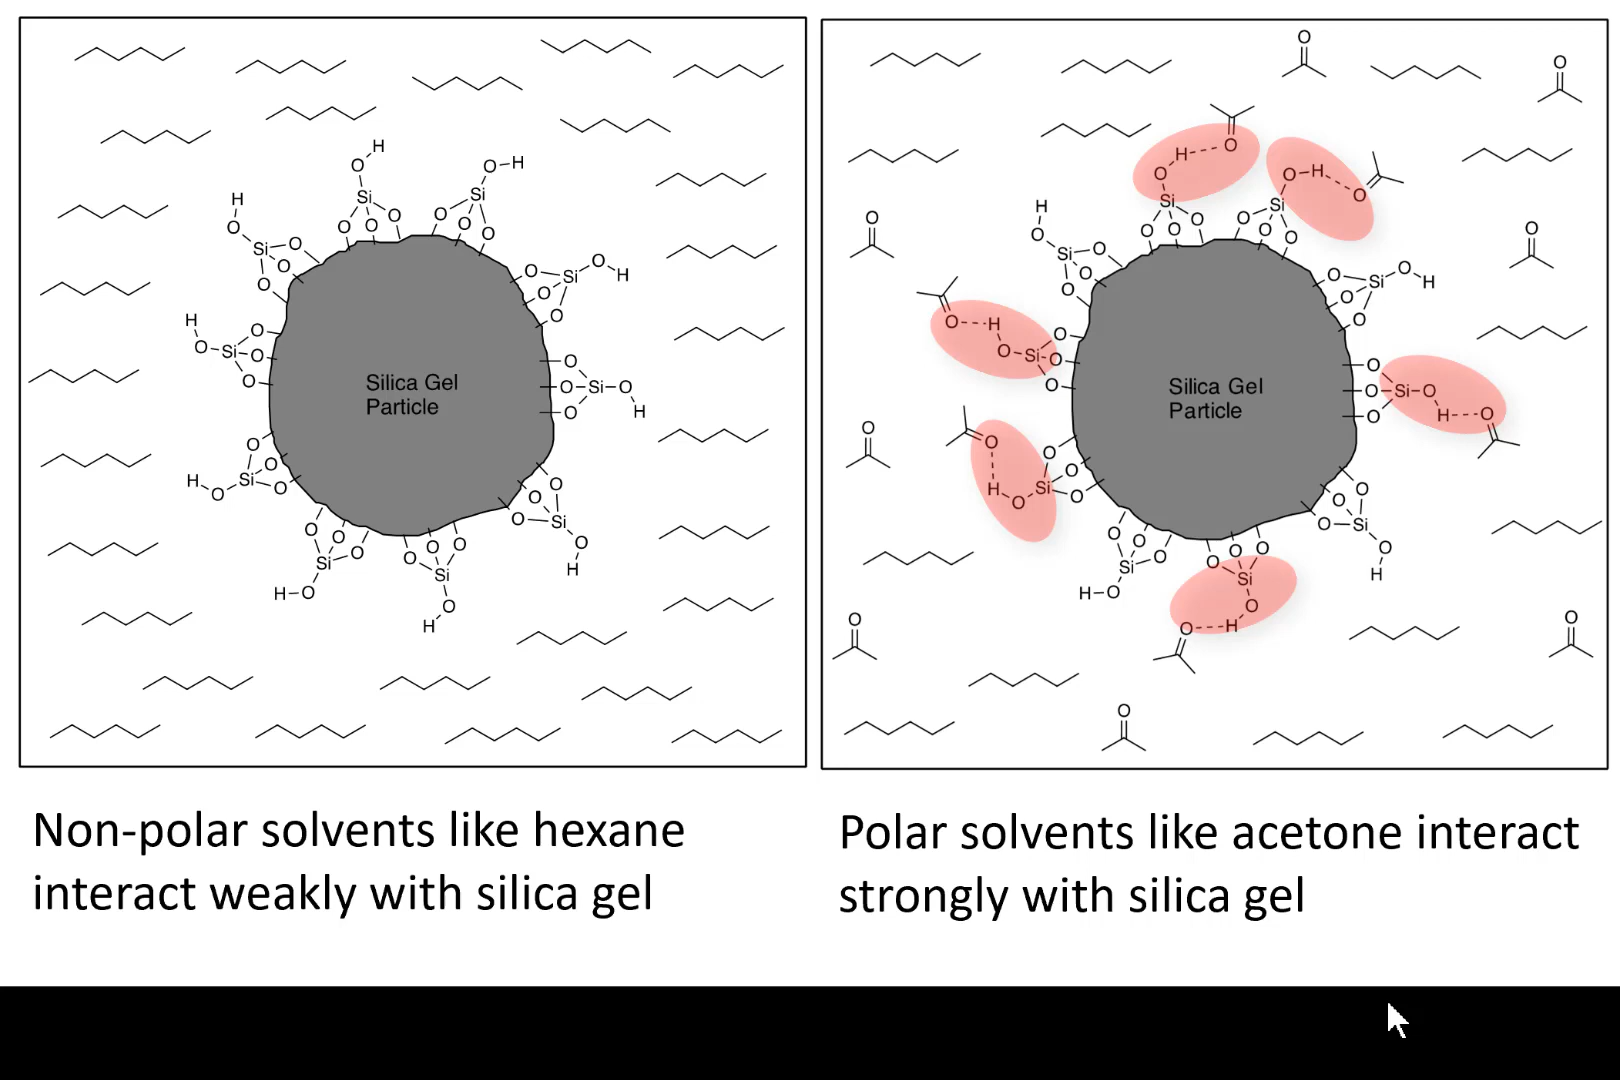 Silica Gel
Particle
Silica Gel
Particle
Non-polar solvents like hexane
interact weakly with silica gel
Polar solvents like acetone interact
strongly with silica gel